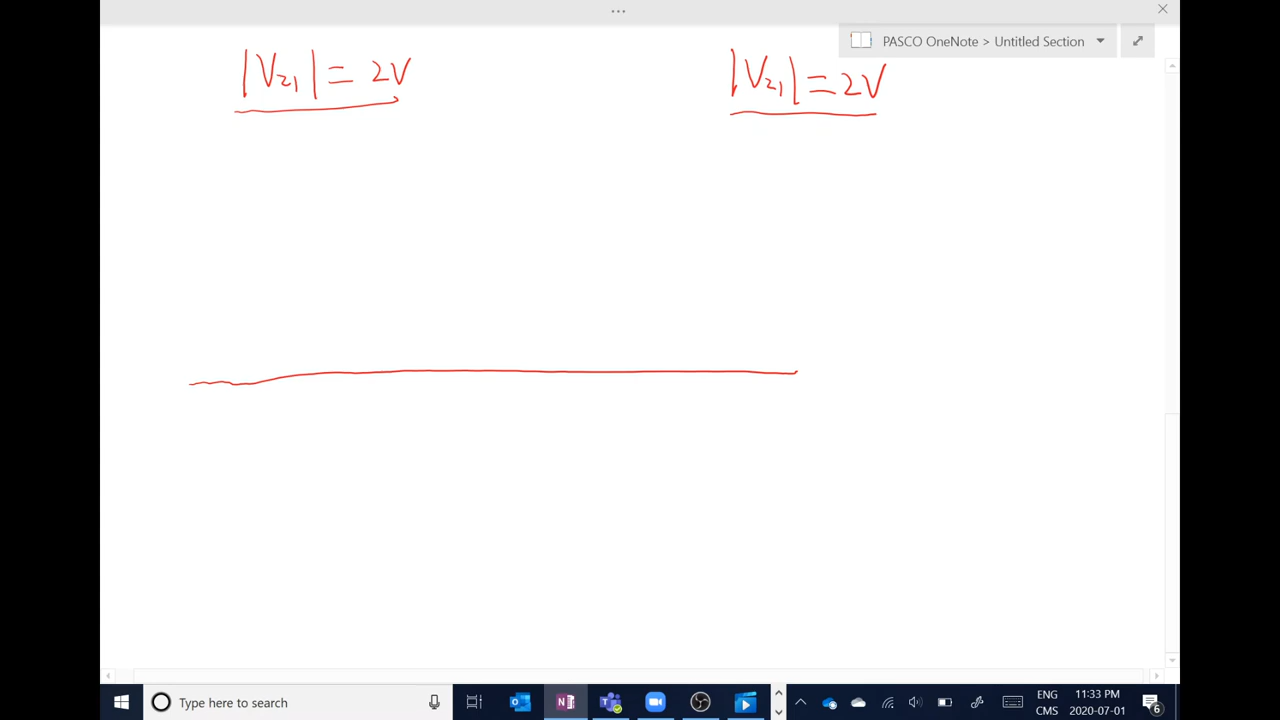 ...
PASCO OneNote > Untitled Section
|V₂₁| = 2V
|V₂₁| = 2V
Type here to search
ENG
CMS
11:33 PM
2020-07-01
6